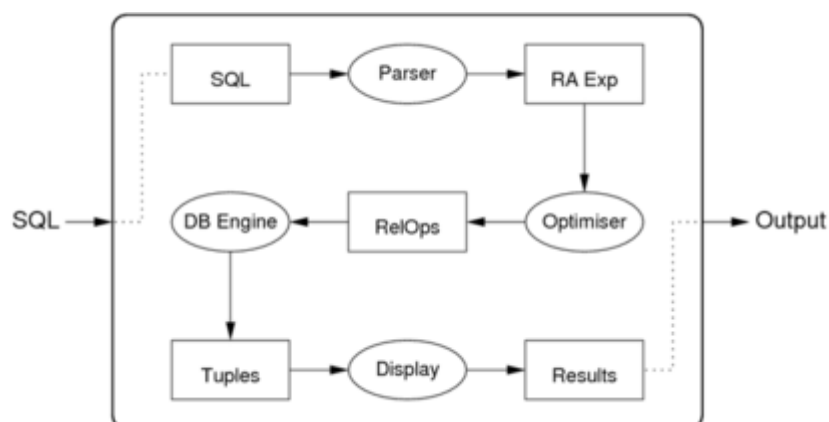 SQL
Parser
RA Exp
SQL
DB Engine
RelOps
Optimiser
Output
Tuples
Display
Results